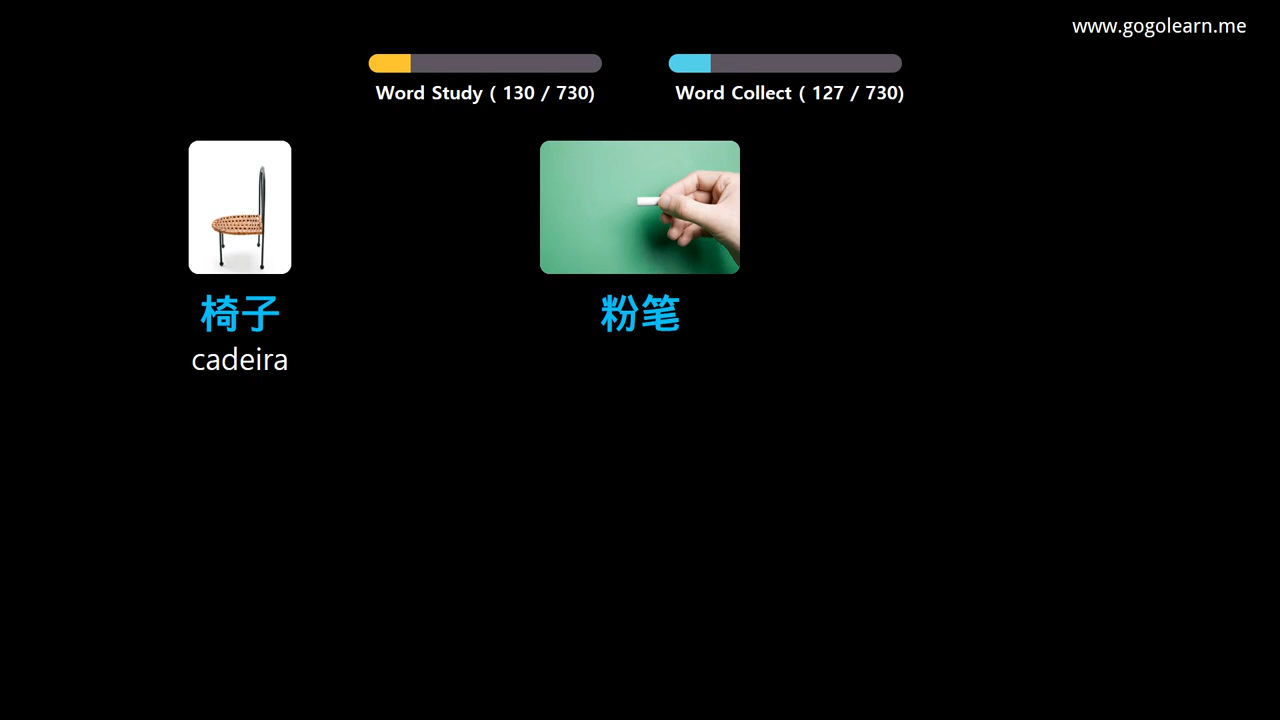 www.gogolearn.me
Word Study ( 130 / 730)
Word Collect ( 127 / 730)
椅子
cadeira
粉笔